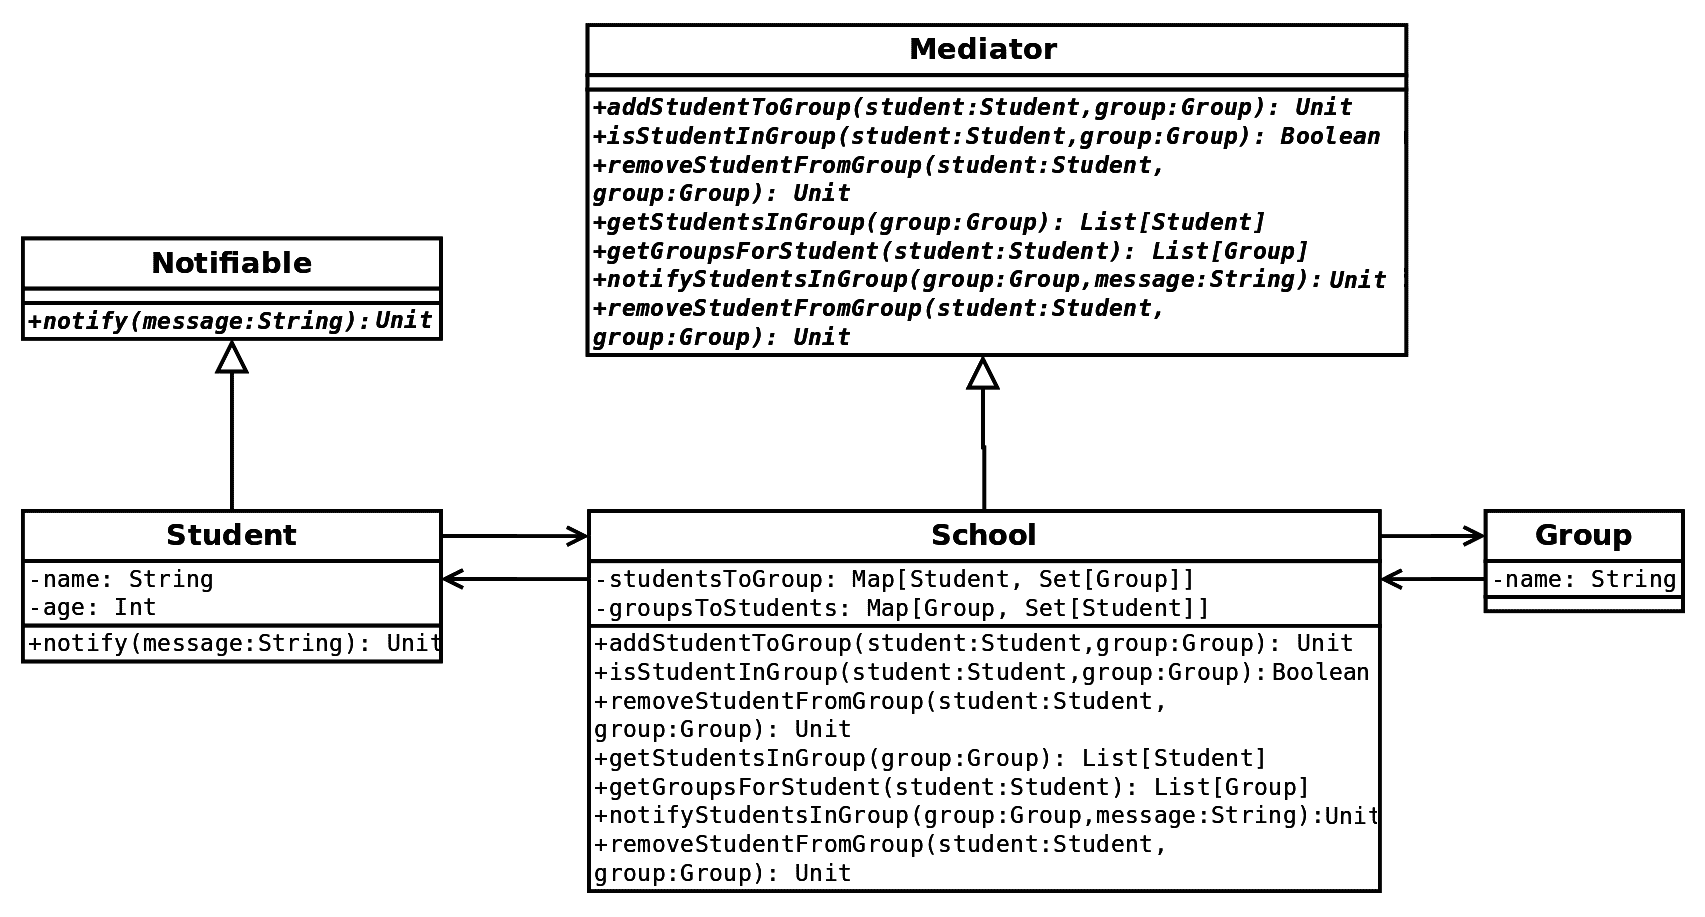 Mediator
+addStudentToGroup(student:Student,group:Group): Unit
+isStudentInGroup(student:Student,group:Group): Boolean
+removeStudentFromGroup(student:Student,
group:Group): Unit
+getStudentsInGroup(group:Group): List[Student]
+getGroupsForStudent(student:Student): List[Group]
+notifyStudentsInGroup(group:Group,message:String): Unit
+removeStudentFromGroup(student:Student,
group:Group): Unit
Notifiable
+notify(message:String): Unit
Student
-name: String
-age: Int
+notify(message:String): Unit
School
-studentsToGroup: Map[Student, Set[Group]]
-groupsToStudents: Map[Group, Set[Student]]
+addStudentToGroup(student:Student,group:Group): Unit
+isStudentInGroup(student:Student,group:Group): Boolean
+removeStudentFromGroup(student:Student,
group:Group): Unit
+getStudentsInGroup(group:Group): List[Student]
+getGroupsForStudent(student:Student): List[Group]
+notifyStudentsInGroup(group:Group,message:String):Unit
+removeStudentFromGroup(student:Student,
group:Group): Unit
Group
-name: String